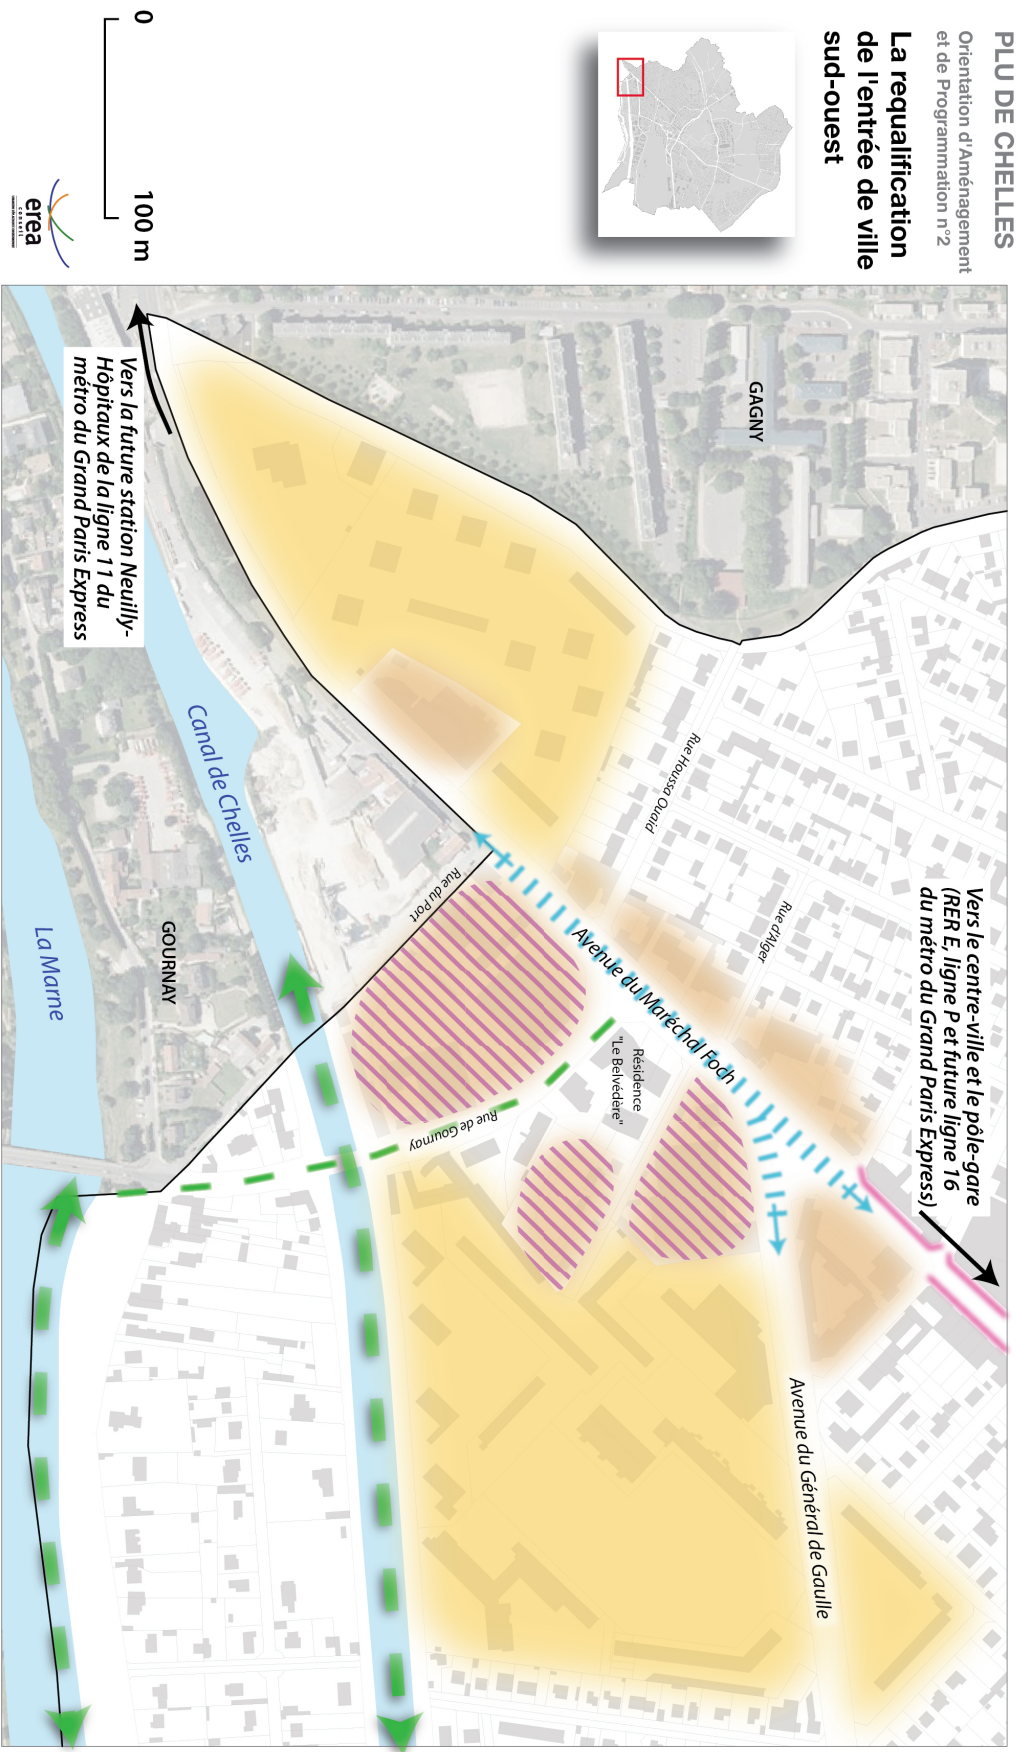 PLU DE CHELLES
Orientation d'Aménagement
et de Programmation n°2
La requalification
de l'entrée de ville
sud-ouest
0
100 m
erea
conseil
GAGNY
Vers la future station Neuilly-
Hôpitaux de la ligne 11 du
métro du Grand Paris Express
Rue Houssa Ouaid
Rue d'Alger
Vers le centre-ville et le pôle-gare
(RER E, ligne P et future ligne 16
du métro du Grand Paris Express)
Canal de Chelles
Rue du Port
Avenue du Maréchal Foch
Résidence
"Le Belvédère"
Rue de Gournay
GOURNAY
La Marne
Avenue du Général de Gaulle